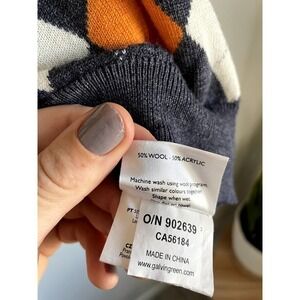 50% WOOL - 50% ACRYLIC
Machine wash using wool programe
Wash similar colours together
Shape when wet
O/N 902639
CA56184
MADE IN CHINA
www.galvingreen.com